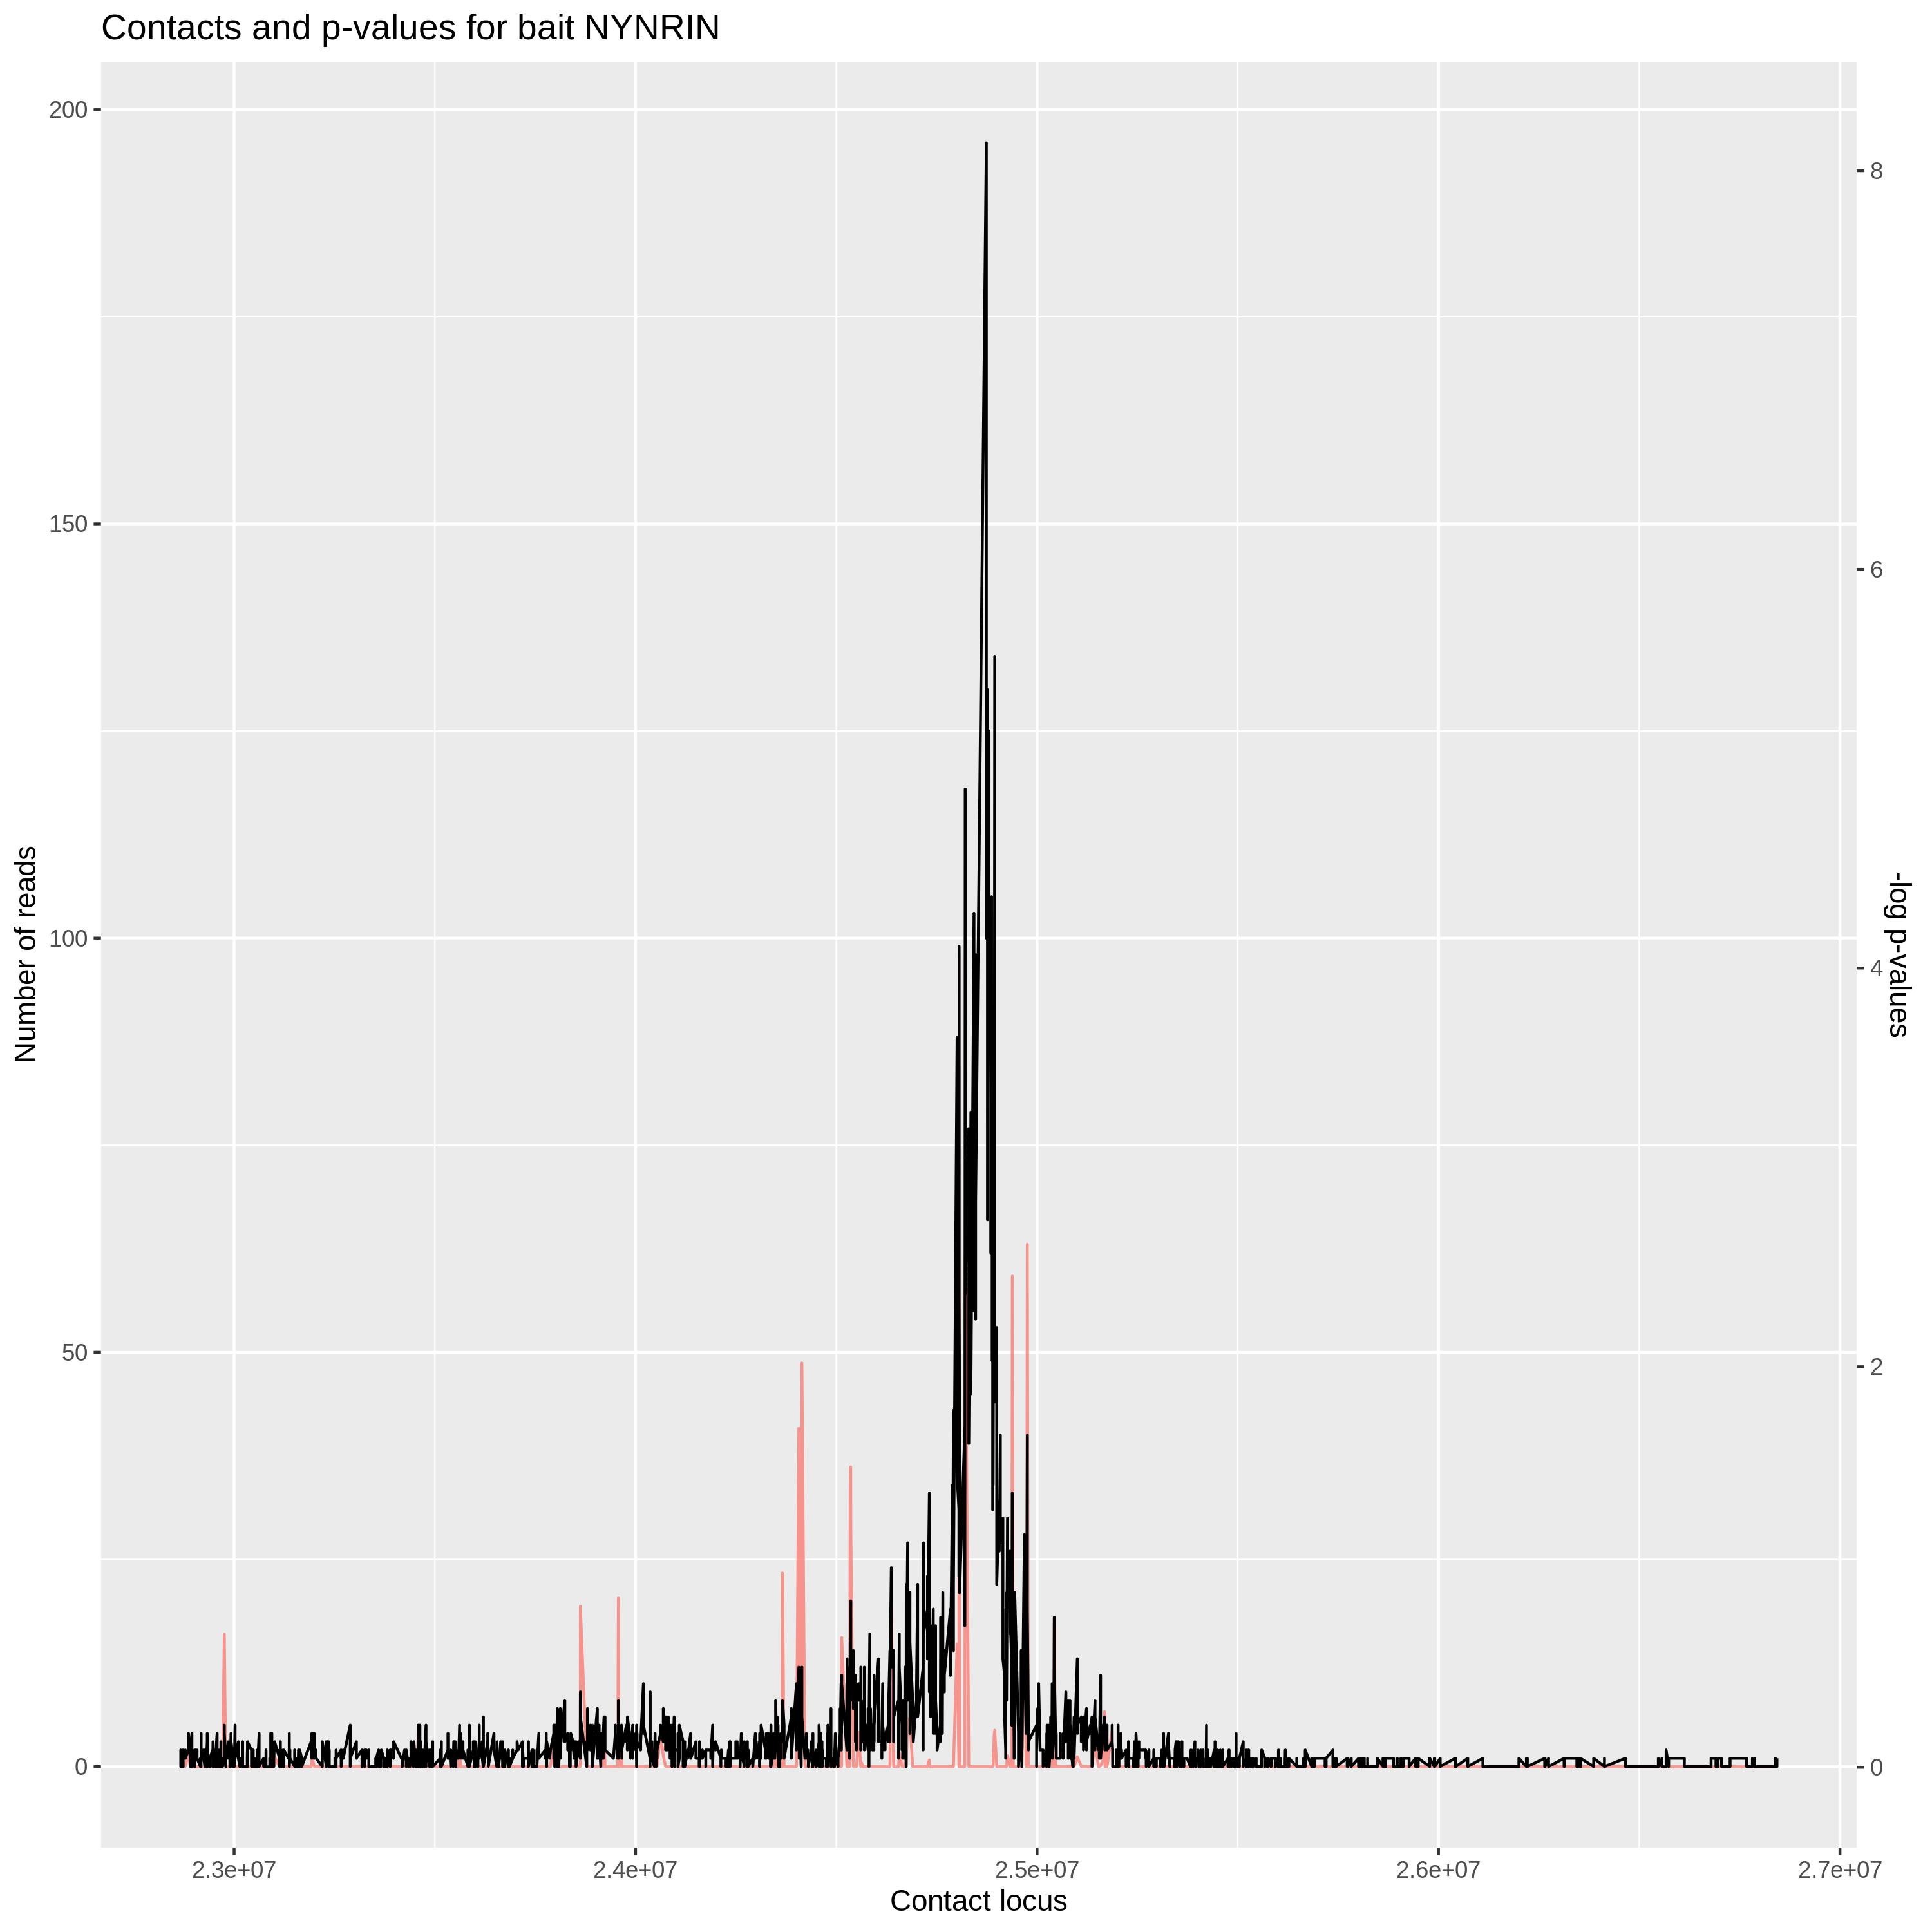 Contacts and p-values for bait NYNRIN
200
150
100
50
0
Number of reads
8
6
4
2
0
-log p-values
2.3e+07
2.4e+07
2.5e+07
2.6e+07
2.7e+07
Contact locus